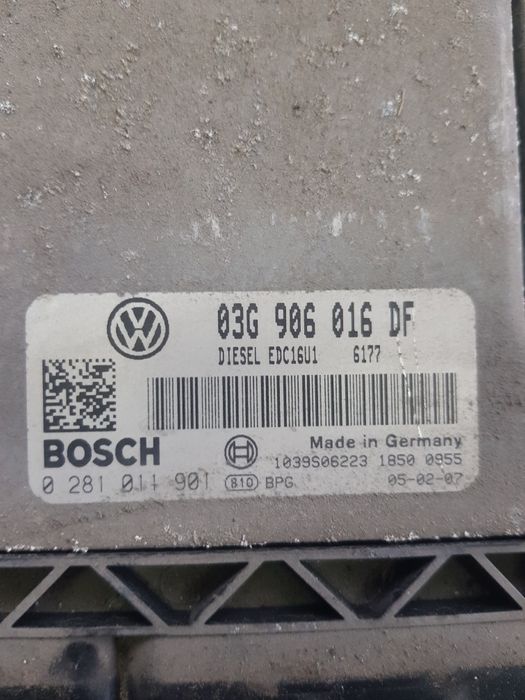 03G 906 016 DF
DIESEL EDC16U1 6177
BOSCH
Made in Germany
1039S06223 1850 0955
0 281 011 901 810 BPG 05-02-07